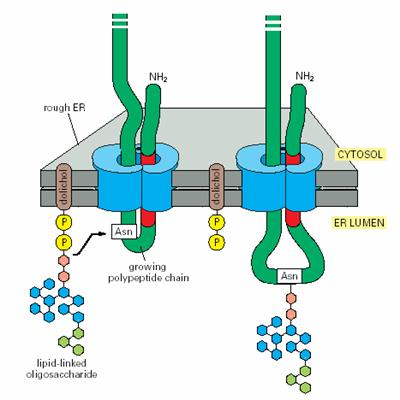 NH₂
NH₂
rough ER
CYTOSOL
dolichol
dolichol
ER LUMEN
P
P
P
P
Asn
growing
polypeptide chain
Asn
lipid-linked
oligosaccharide